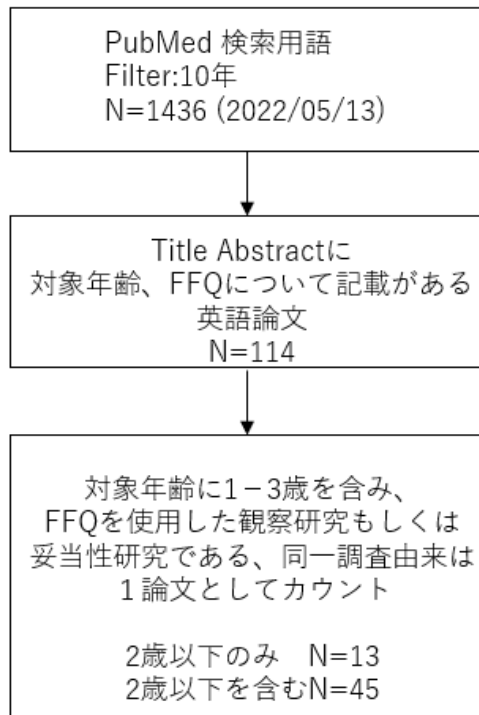 PubMed 検索用語
Filter:10年
N=1436 (2022/05/13)
Title Abstractに
対象年齢、FFQについて記載がある
英語論文
N=114
対象年齢に1－3歳を含み、
FFQを使用した観察研究もしくは
妥当性研究である、同一調査由来は
１論文としてカウント
2歳以下のみ　N=13
2歳以下を含むN=45